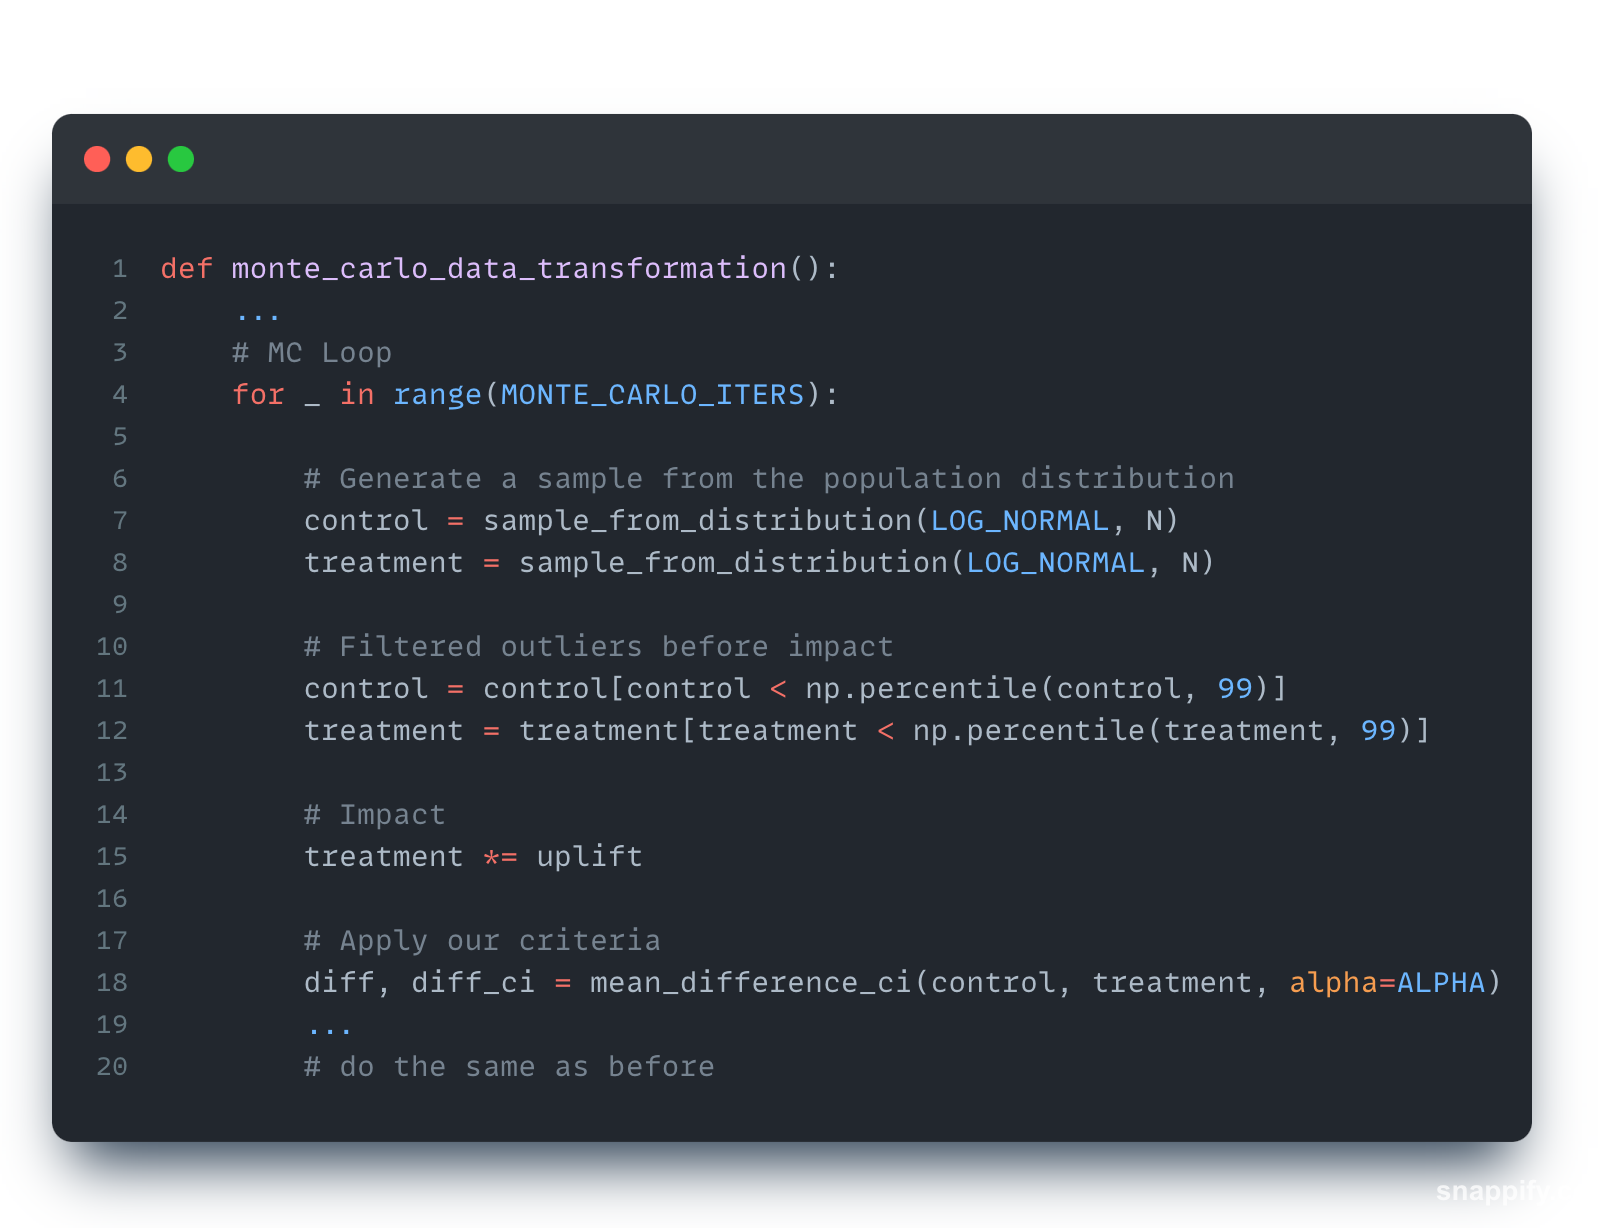 1 def monte_carlo_data_transformation():
2     ...
3     # MC Loop
4     for _ in range(MONTE_CARLO_ITERS):
5
6         # Generate a sample from the population distribution
7         control = sample_from_distribution(LOG_NORMAL, N)
8         treatment = sample_from_distribution(LOG_NORMAL, N)
9
10         # Filtered outliers before impact
11         control = control[control < np.percentile(control, 99)]
12         treatment = treatment[treatment < np.percentile(treatment, 99)]
13
14         # Impact
15         treatment *= uplift
16
17         # Apply our criteria
18         diff, diff_ci = mean_difference_ci(control, treatment, alpha=ALPHA)
19         ...
20         # do the same as before
snappify